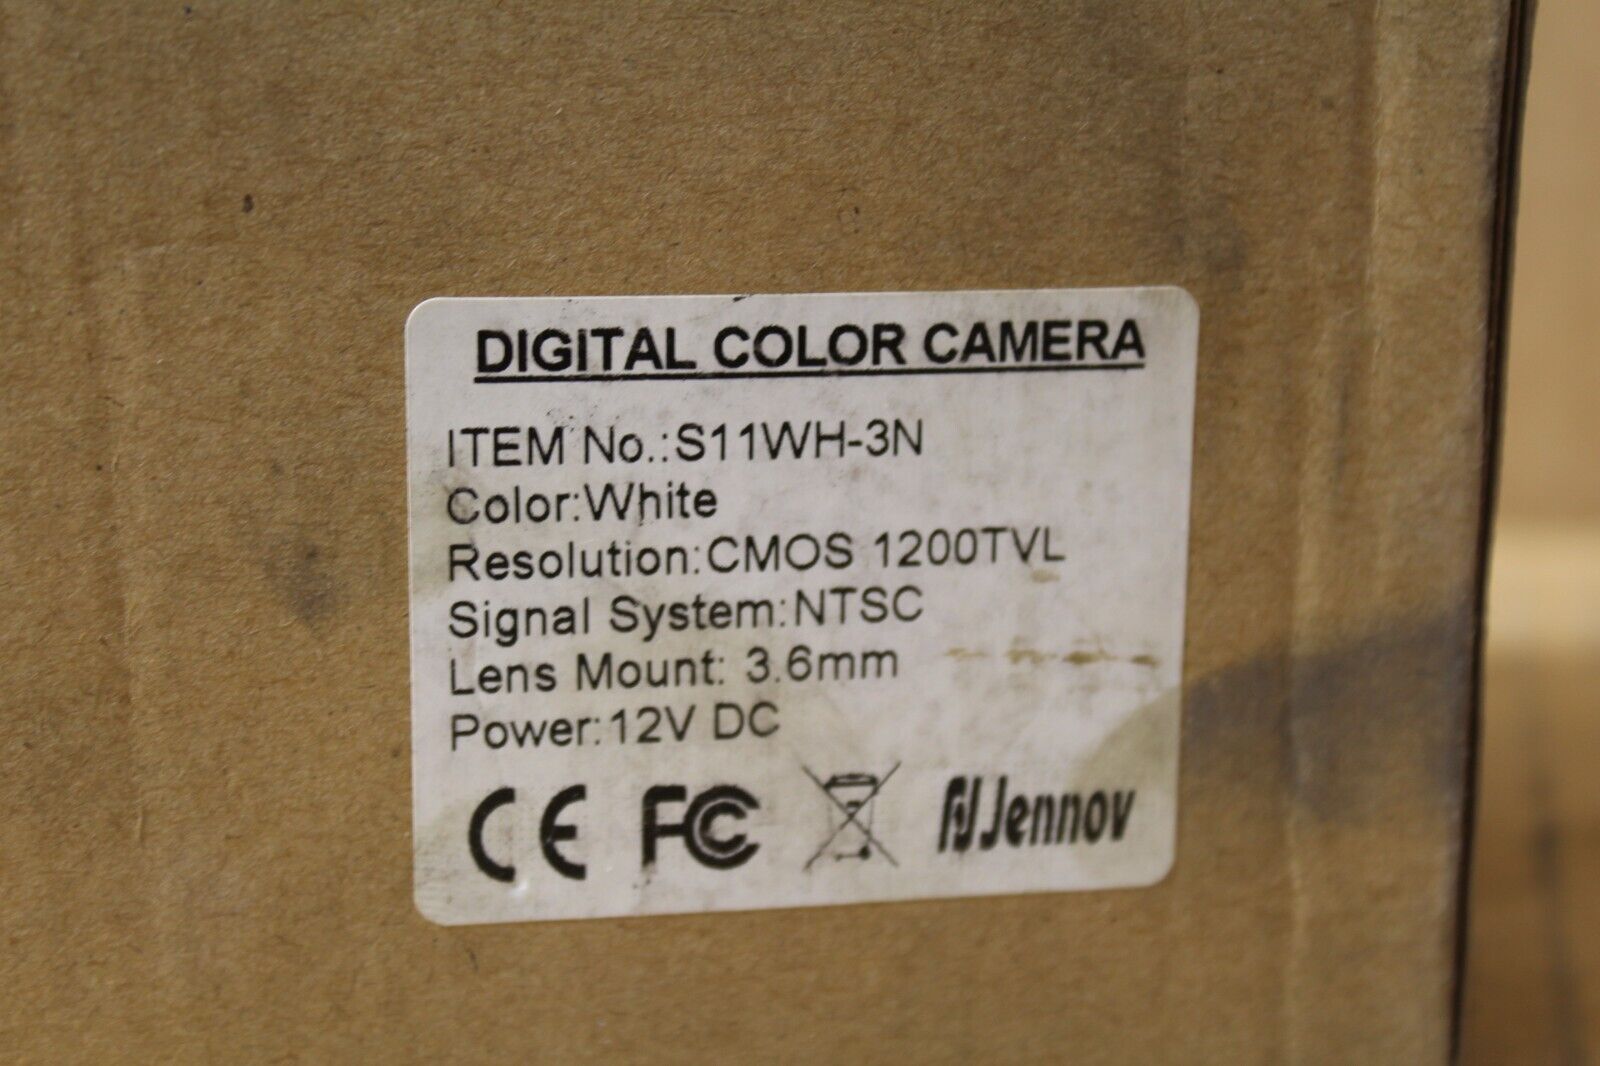 DIGITAL COLOR CAMERA
ITEM No.:S11WH-3N
Color:White
Resolution:CMOS 1200TVL
Signal System:NTSC
Lens Mount: 3.6mm
Power:12V DC
CE FC Jennov